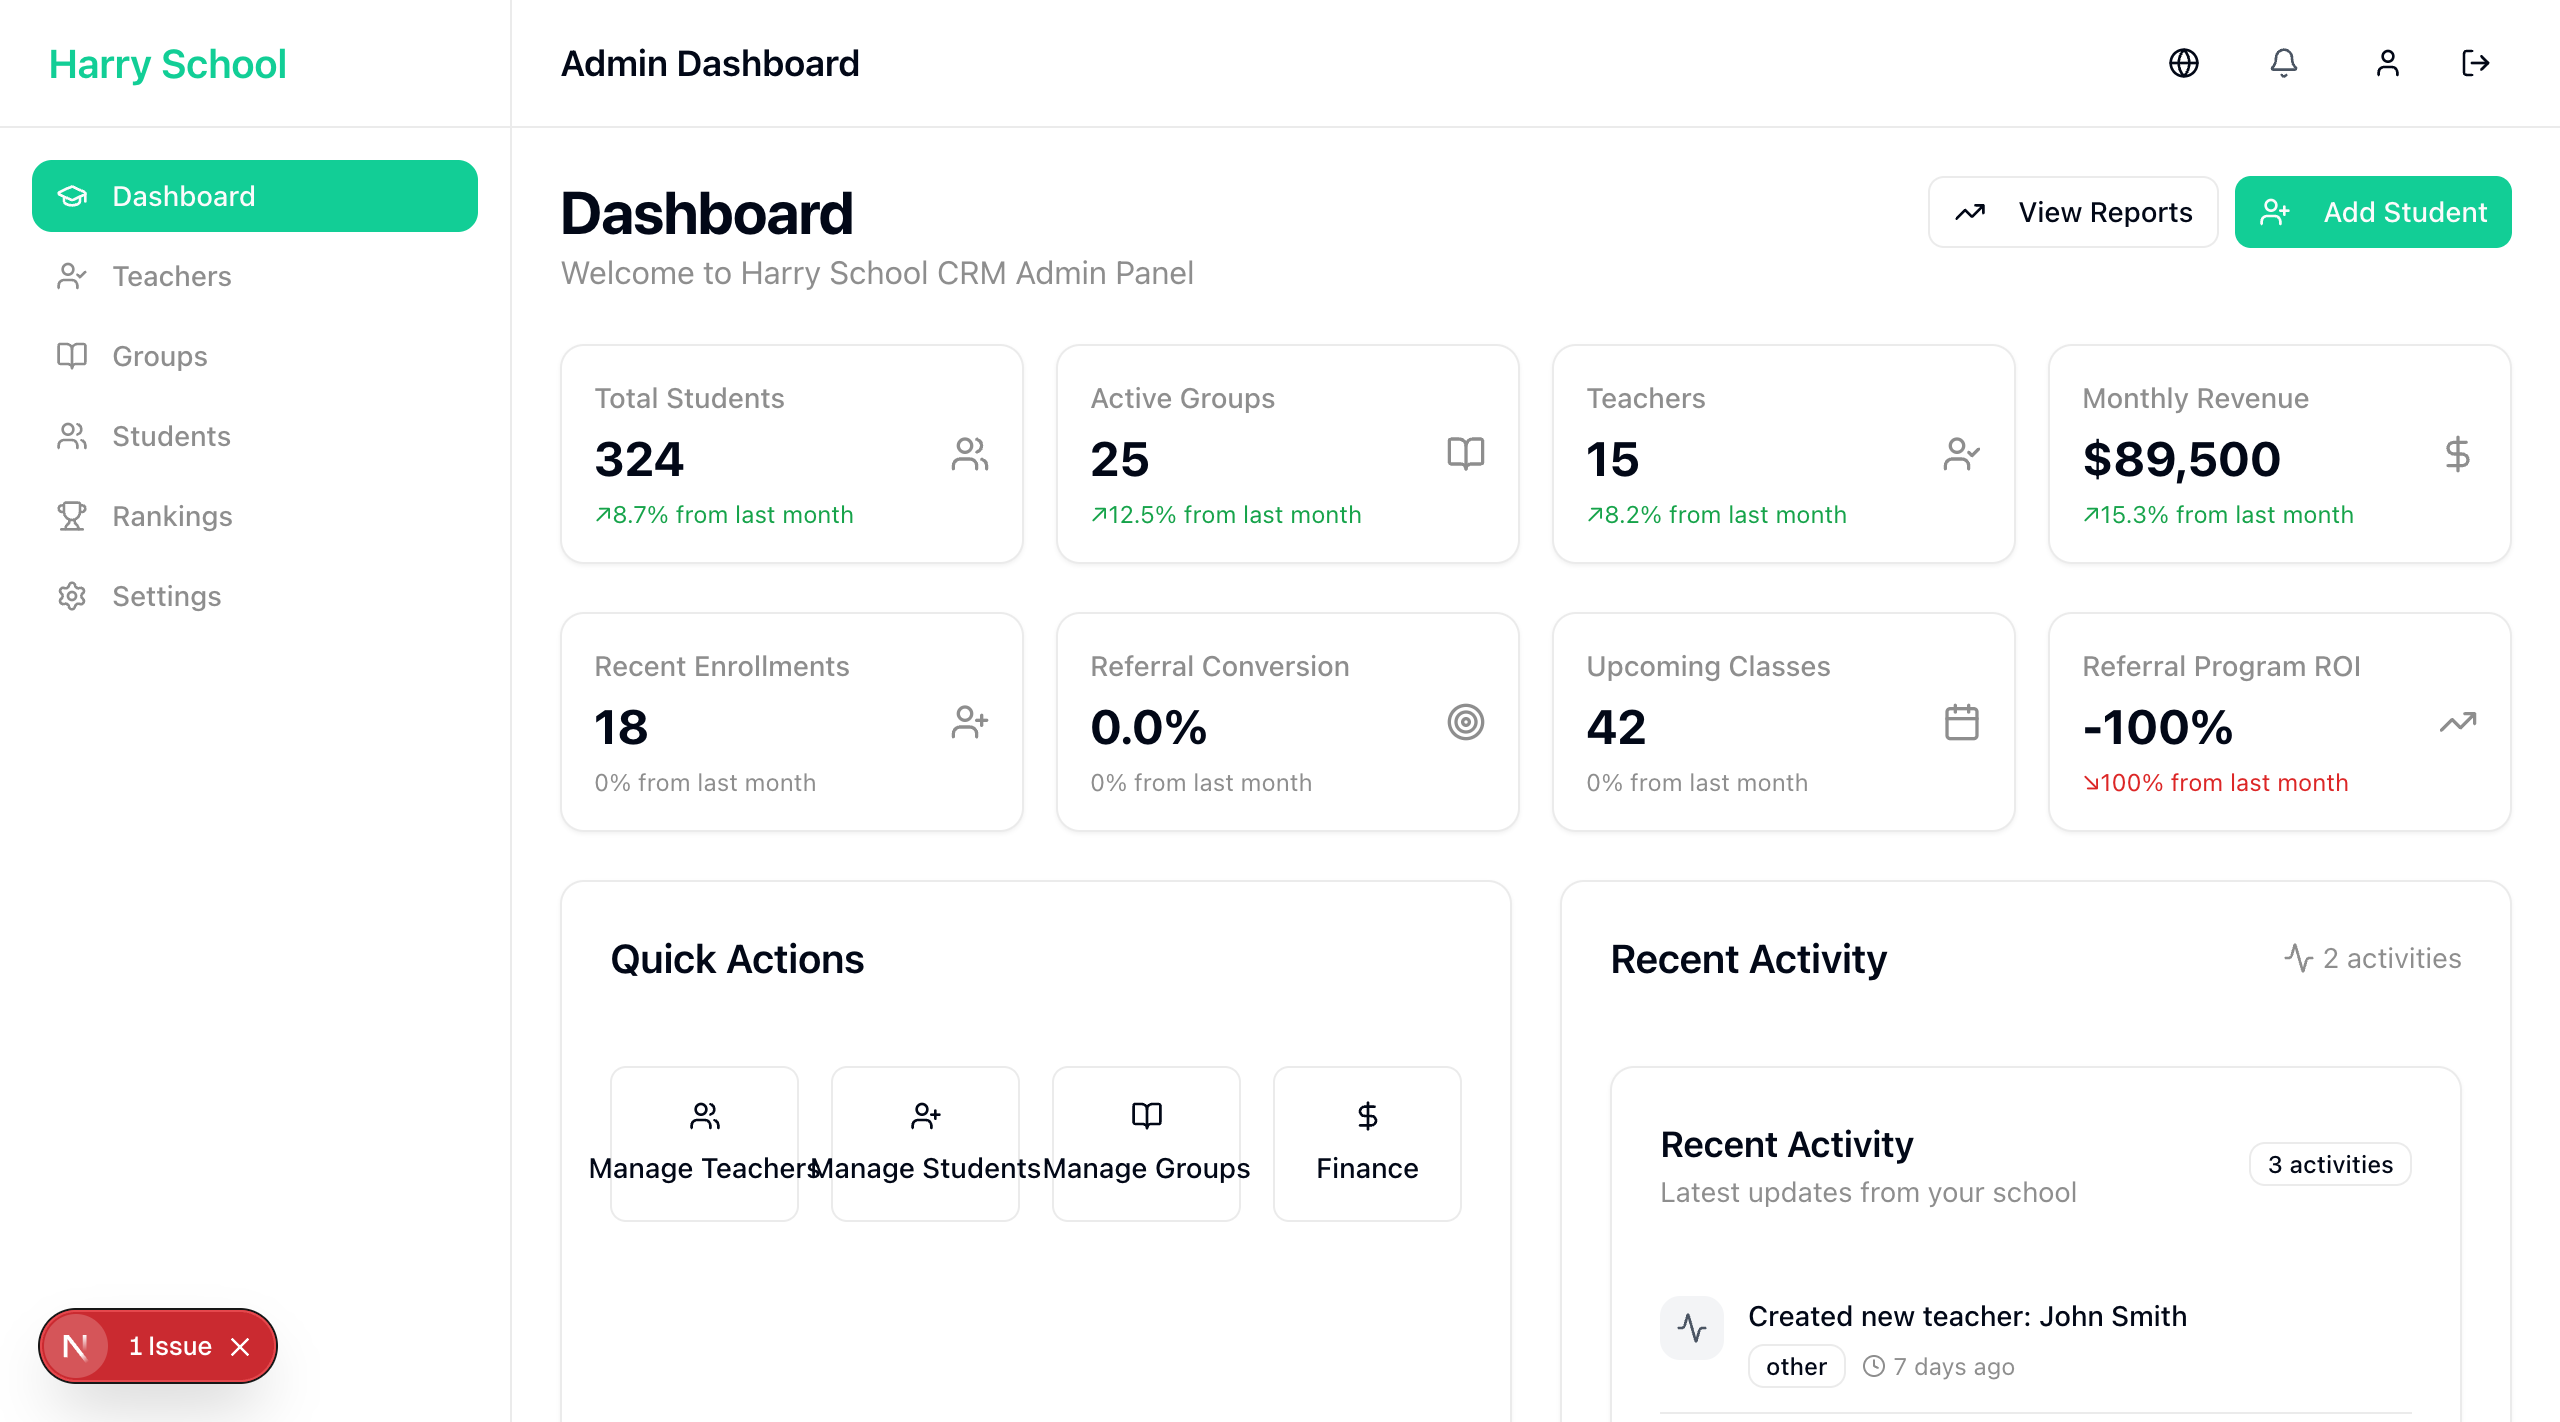 Harry School
Admin Dashboard
Dashboard
Teachers
Groups
Students
Rankings
Settings
Dashboard
Welcome to Harry School CRM Admin Panel
View Reports
Add Student
Total Students
324
↗8.7% from last month
Active Groups
25
↗12.5% from last month
Teachers
15
↗8.2% from last month
Monthly Revenue
$89,500
↗15.3% from last month
Recent Enrollments
18
0% from last month
Referral Conversion
0.0%
0% from last month
Upcoming Classes
42
0% from last month
Referral Program ROI
-100%
↘100% from last month
Quick Actions
Manage Teachers
Manage Students
Manage Groups
Finance
Recent Activity
2 activities
Recent Activity
Latest updates from your school
3 activities
Created new teacher: John Smith
other
7 days ago
N
1 Issue